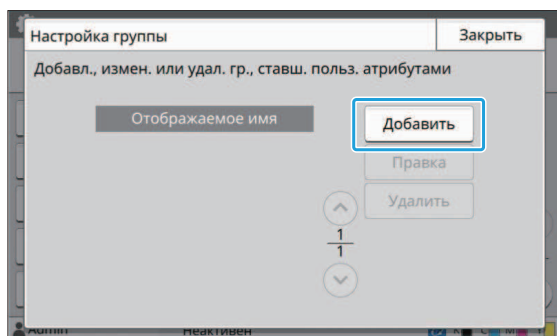 Настройка группы
Закрыть
Добавл., измен. или удал. гр., ставш. польз. атрибутами
Отображаемое имя
Добавить
Правка
Удалить
1
1
Admin
Неактивен
K C M Y